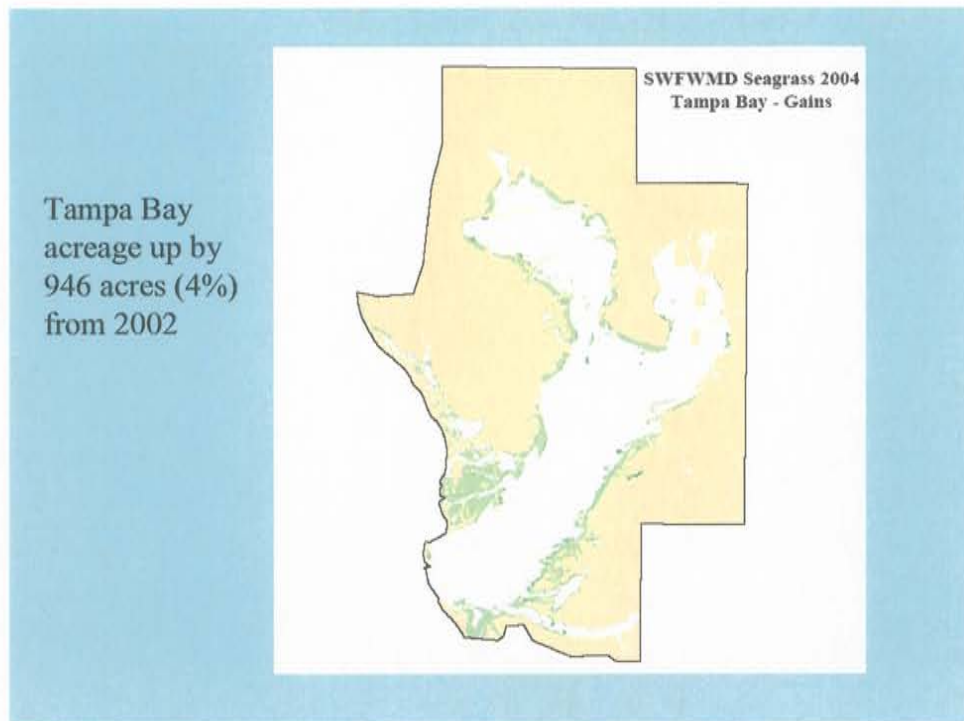 SWFWMD Seagrass 2004
Tampa Bay - Gains
Tampa Bay
acreage up by
946 acres (4%)
from 2002